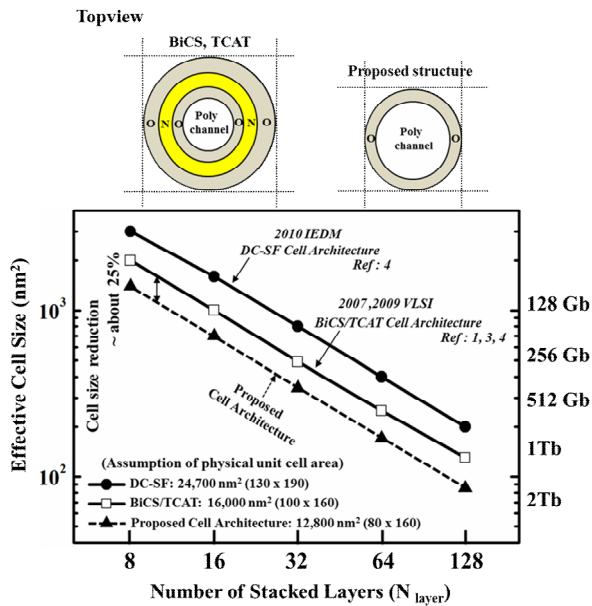 Topview
BiCS, TCAT
Proposed structure
O N O Poly channel O N O
O Poly channel O
Effective Cell Size (nm²)
10³
10²
Cell size reduction
~ about 25%
2010 IEDM
DC-SF Cell Architecture
Ref : 4
2007,2009 VLSI
BiCS/TCAT Cell Architecture
Ref : 1, 3, 4
Proposed
Cell Architecture
128 Gb
256 Gb
512 Gb
1Tb
2Tb
(Assumption of physical unit cell area)
DC-SF: 24,700 nm² (130 x 190)
BiCS/TCAT: 16,000 nm² (100 x 160)
Proposed Cell Architecture: 12,800 nm² (80 x 160)
8 16 32 64 128
Number of Stacked Layers (N layer)